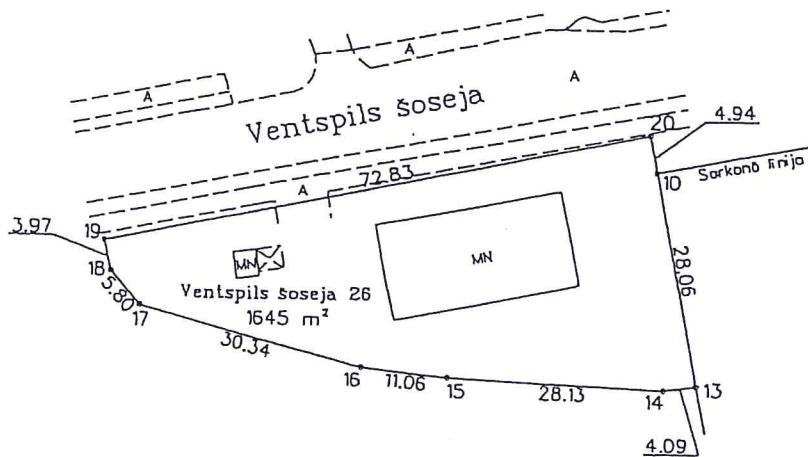 A
A
A
Ventspils šoseja
20
4.94
72.83
10
Sarkanā līnija
A
3.97
19
18
5.80
17
MN
MN
Ventspils šoseja 26
1645 m²
28.06
30.34
16
11.06
15
28.13
14
13
4.09